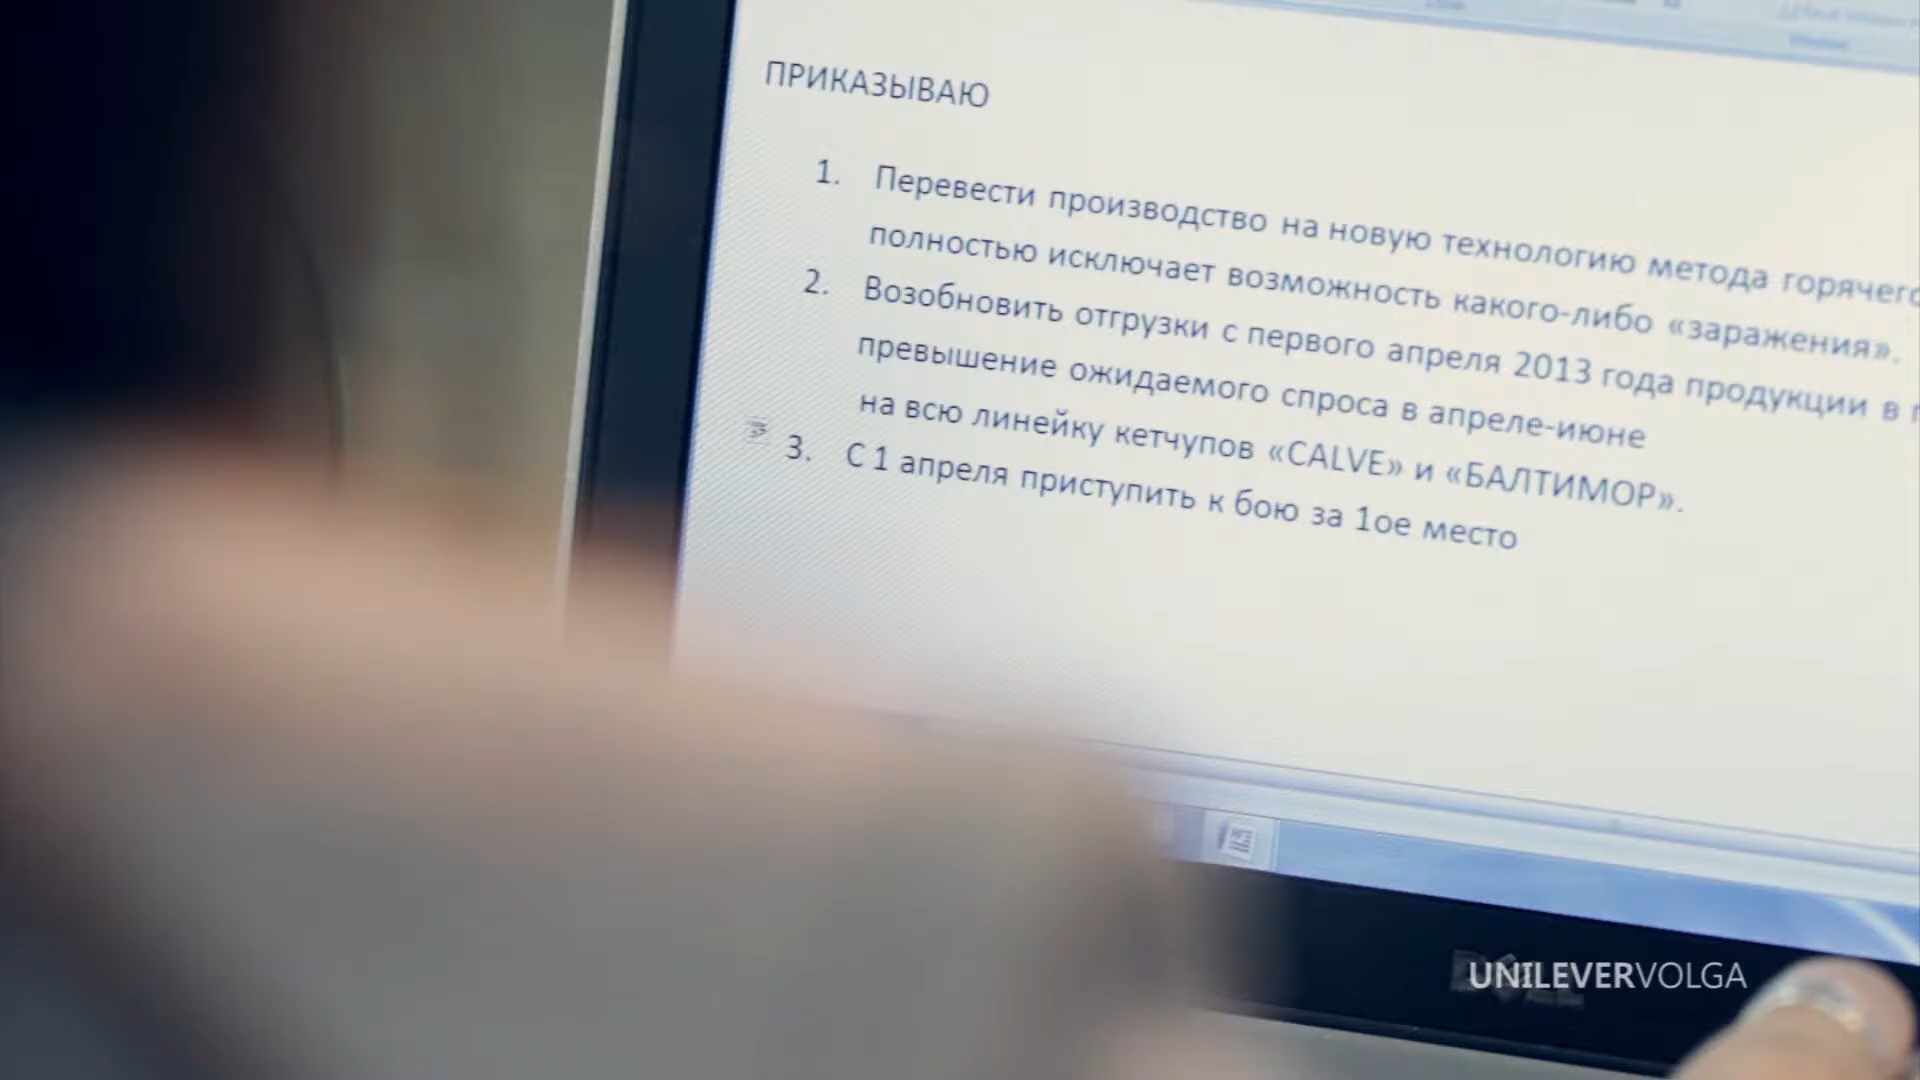 ПРИКАЗЫВАЮ
1. Перевести производство на новую технологию метода горячего
полностью исключает возможность какого-либо «заражения».
2. Возобновить отгрузки с первого апреля 2013 года продукции в
превышение ожидаемого спроса в апреле-июне
на всю линейку кетчупов «CALVE» и «БАЛТИМОР».
3. С 1 апреля приступить к бою за 1ое место
UNILEVERVOLGA